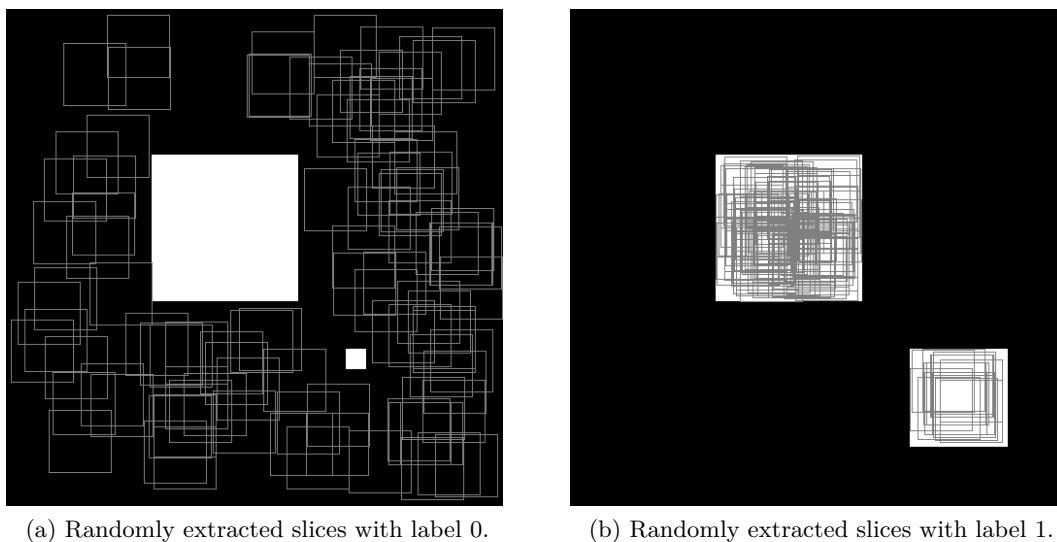 (a) Randomly extracted slices with label 0.
(b) Randomly extracted slices with label 1.